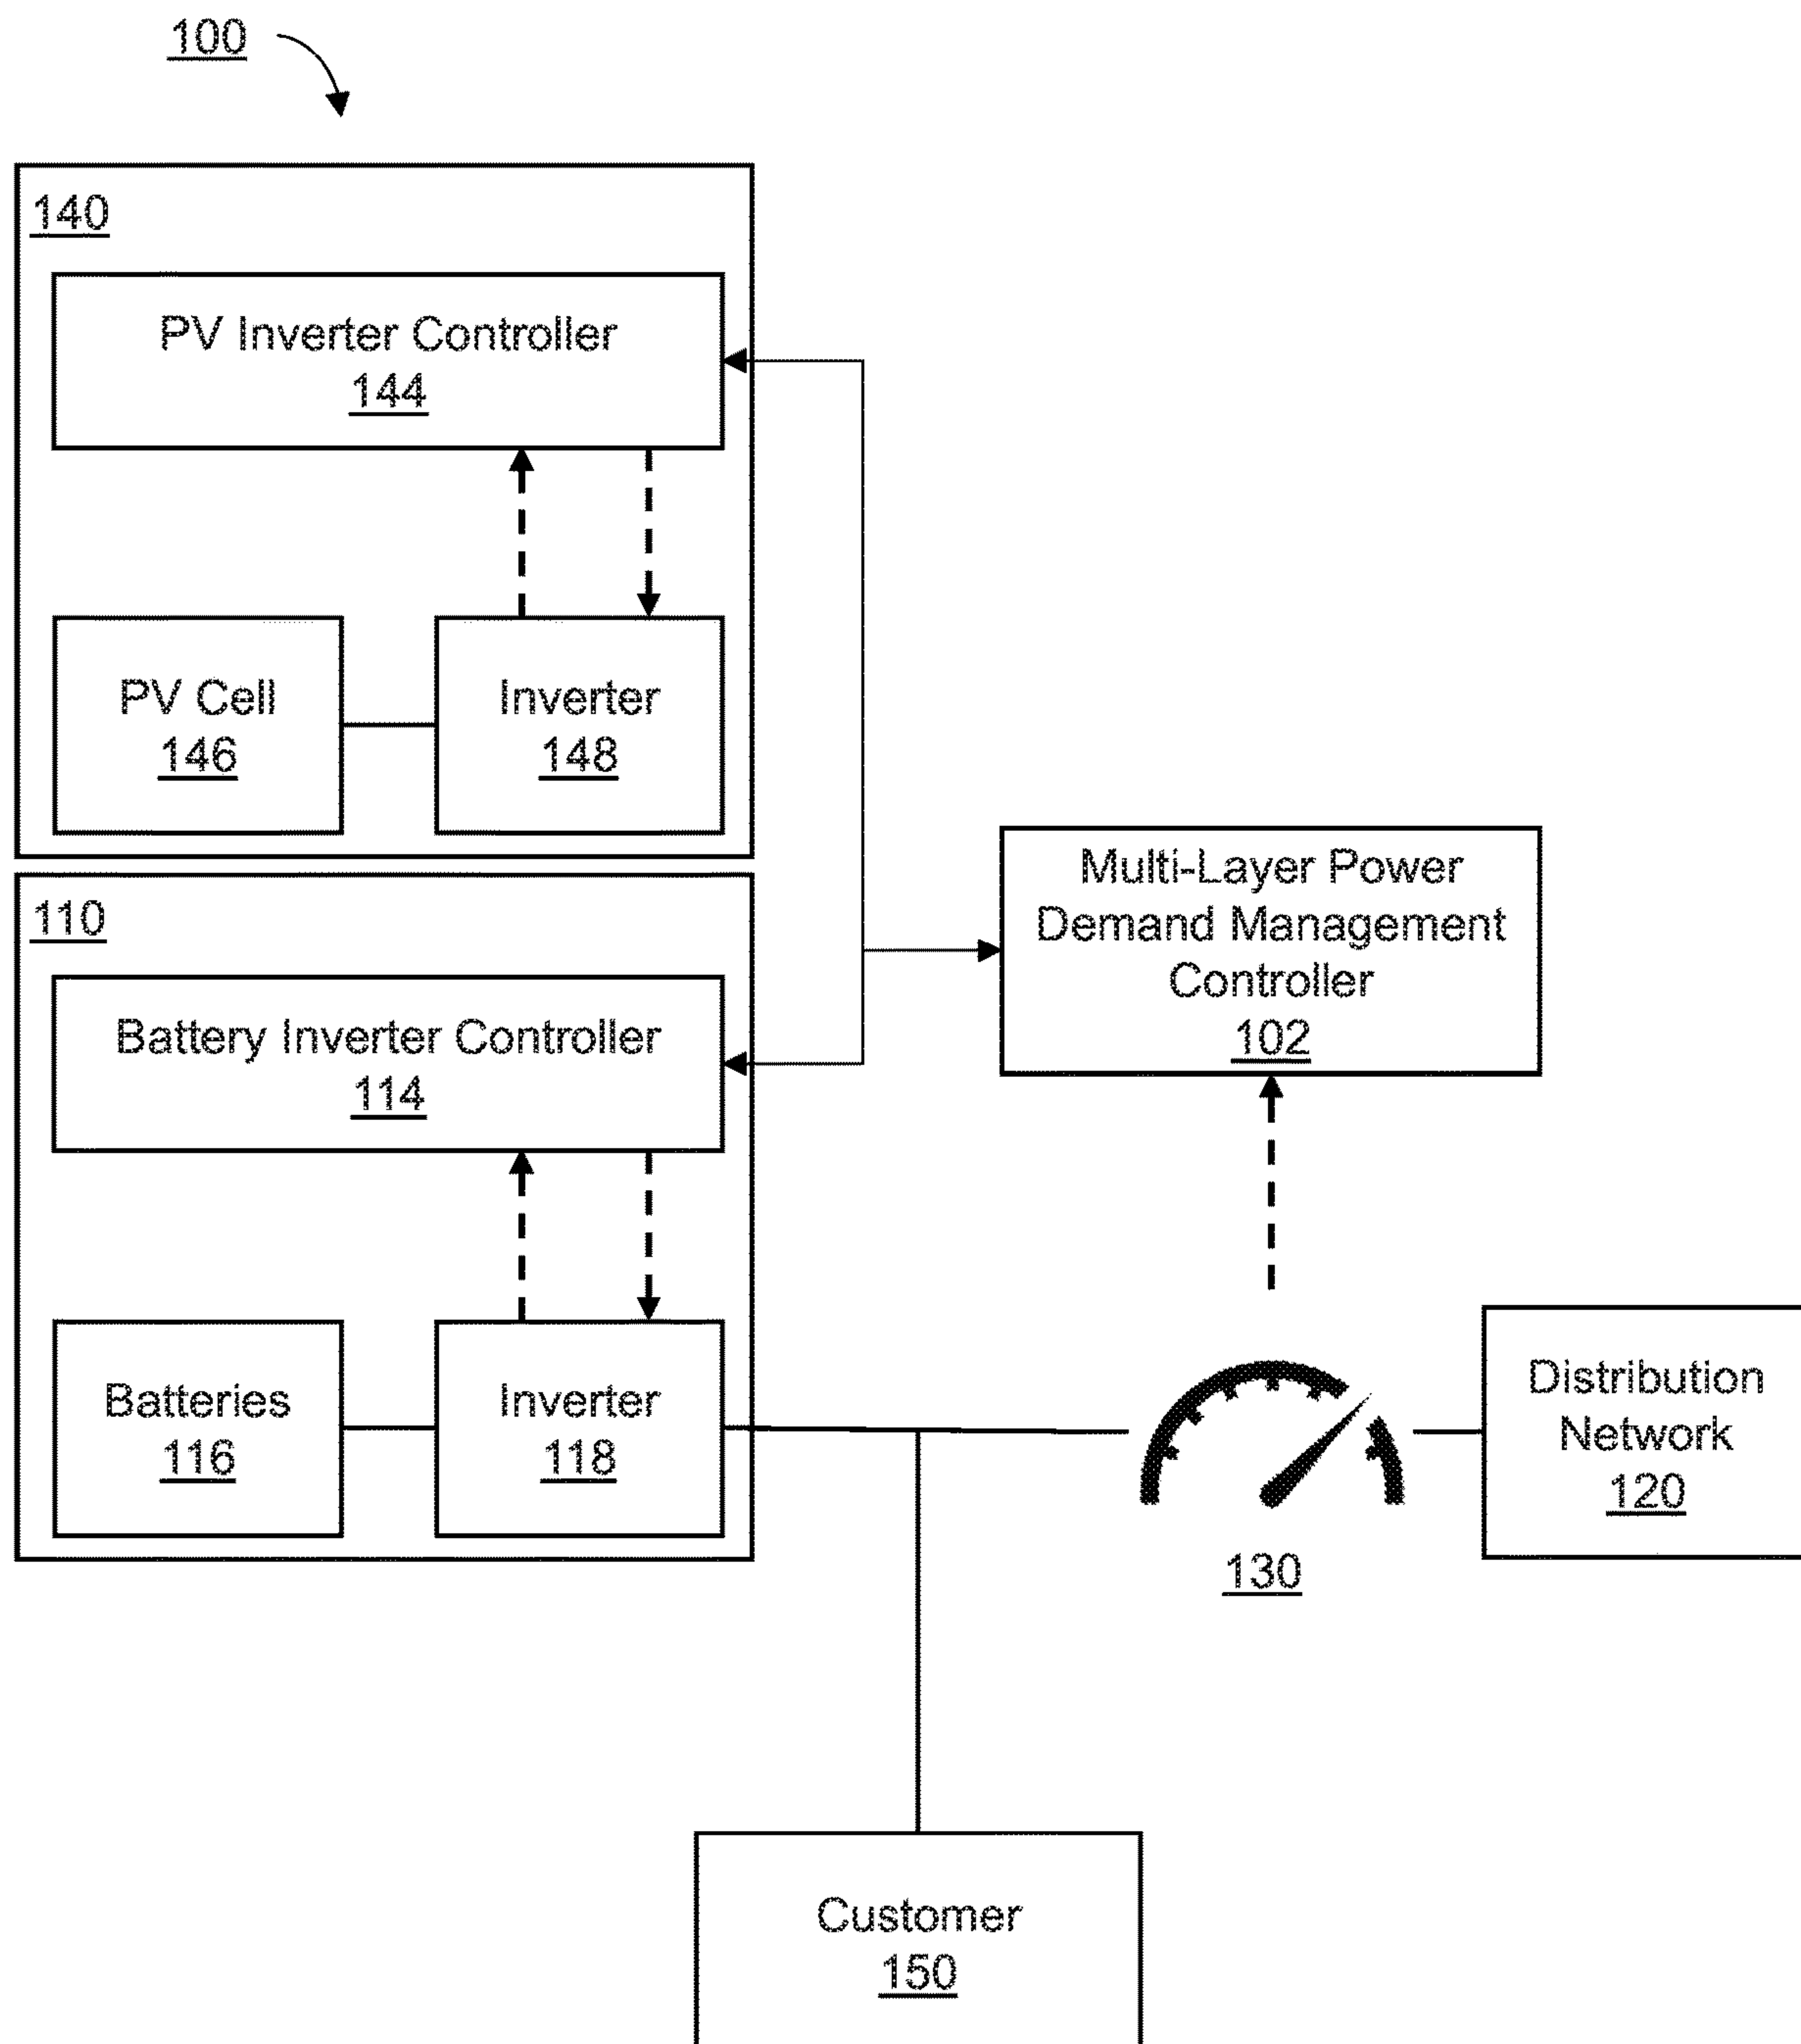 100
140
PV Inverter Controller
144
PV Cell
146
Inverter
148
Multi-Layer Power
Demand Management
Controller
102
110
Battery Inverter Controller
114
Batteries
116
Inverter
118
130
Distribution
Network
120
Customer
150